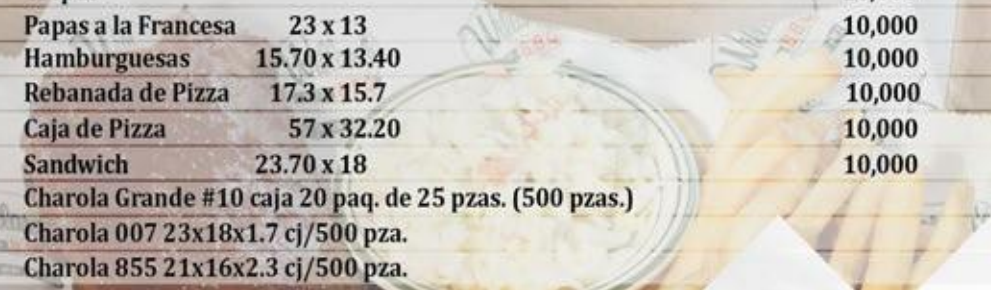 Papas a la Francesa 23 x 13 10,000
Hamburguesas 15.70 x 13.40 10,000
Rebanada de Pizza 17.3 x 15.7 10,000
Caja de Pizza 57 x 32.20 10,000
Sandwich 23.70 x 18 10,000
Charola Grande #10 caja 20 paq. de 25 pzas. (500 pzas.)
Charola 007 23x18x1.7 cj/500 pza.
Charola 855 21x16x2.3 cj/500 pza.